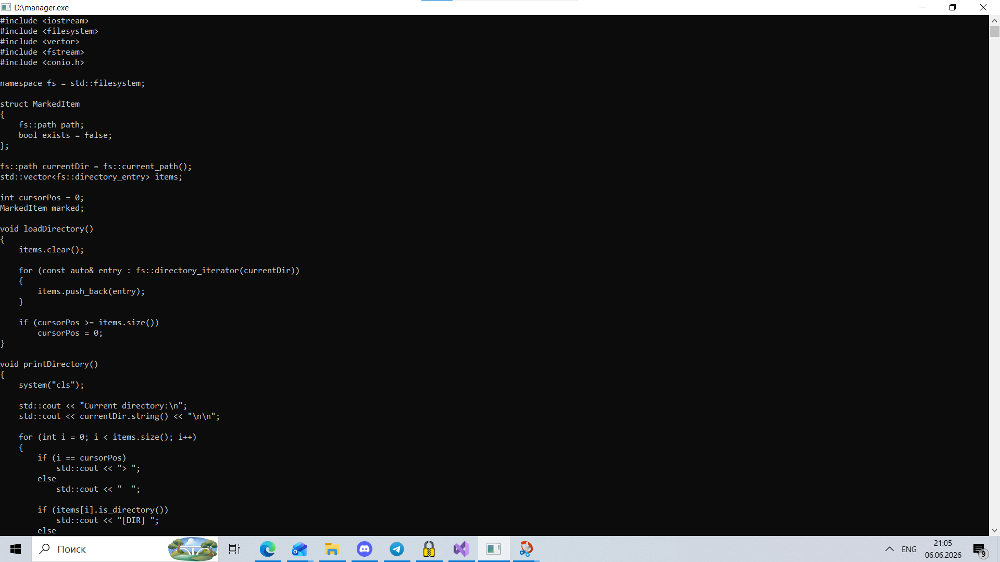 D:\manager.exe
#include <iostream>
#include <filesystem>
#include <vector>
#include <fstream>
#include <conio.h>

namespace fs = std::filesystem;

struct MarkedItem
{
    fs::path path;
    bool exists = false;
};

fs::path currentDir = fs::current_path();
std::vector<fs::directory_entry> items;

int cursorPos = 0;
MarkedItem marked;

void loadDirectory()
{
    items.clear();

    for (const auto& entry : fs::directory_iterator(currentDir))
    {
        items.push_back(entry);
    }

    if (cursorPos >= items.size())
        cursorPos = 0;
}

void printDirectory()
{
    system("cls");

    std::cout << "Current directory:\n";
    std::cout << currentDir.string() << "\n\n";

    for (int i = 0; i < items.size(); i++)
    {
        if (i == cursorPos)
            std::cout << "> ";
        else
            std::cout << "  ";

        if (items[i].is_directory())
            std::cout << "[DIR] ";
        else
Поиск
ENG
21:05
06.06.2026
9